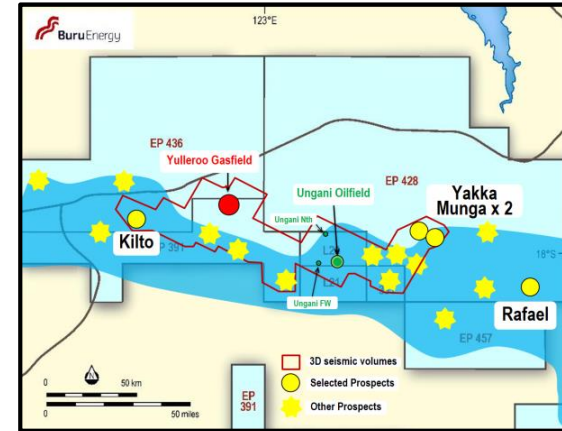 Buru Energy
123°E
EP 436
Yulleroo Gasfield
EP 428
Ungani Oilfield
Yakka
Munga x 2
Ungani Nth
Kilto
EP 391
L20
18°S
L21
Ungani FW
Rafael
EP 457
3D seismic volumes
Selected Prospects
Other Prospects
0 50 km
0 50 miles
EP
391